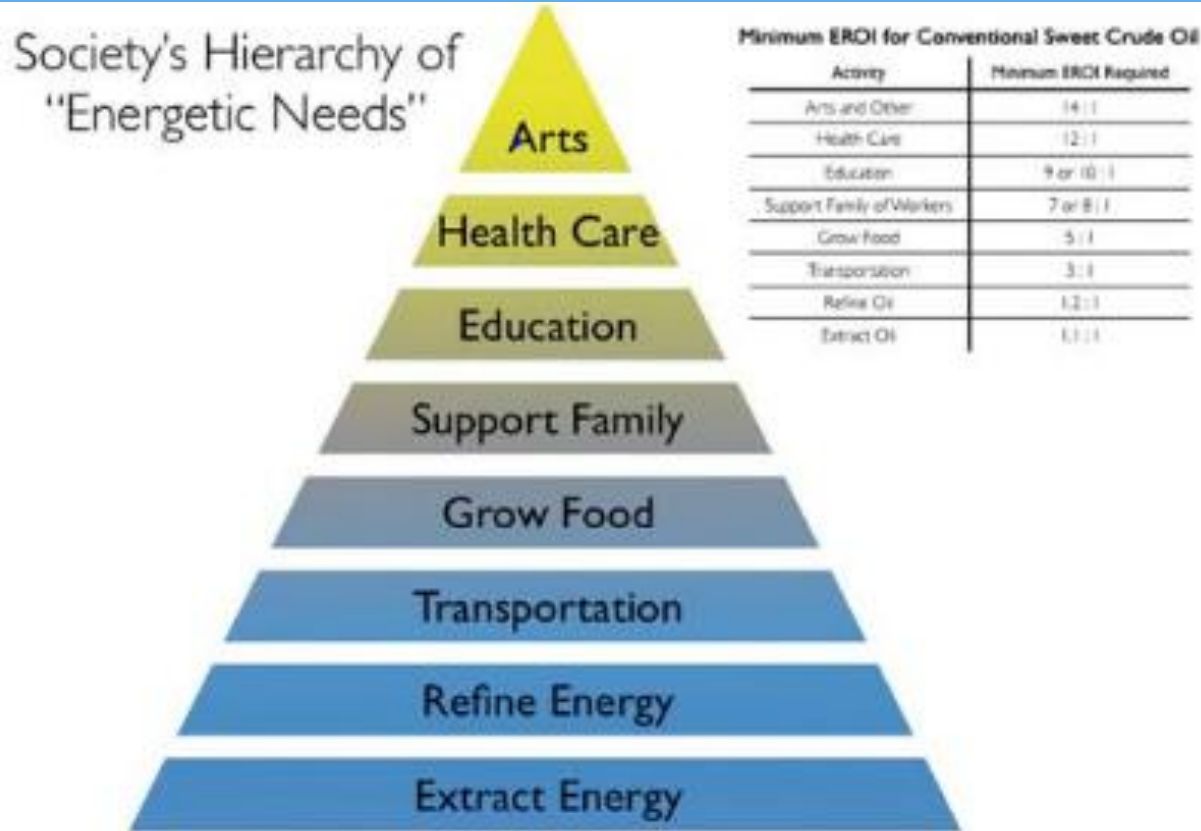 Society's Hierarchy of
"Energetic Needs"
Arts
Health Care
Education
Support Family
Grow Food
Transportation
Refine Energy
Extract Energy
Minimum EROI for Conventional Sweet Crude Oil
Activity Minimum EROI Required
Arts and Other 14 : 1
Health Care 12 : 1
Education 9 or 10 : 1
Support Family of Workers 7 or 8 : 1
Grow Food 5 : 1
Transportation 3 : 1
Refine Oil 1.2 : 1
Extract Oil 1.1 : 1